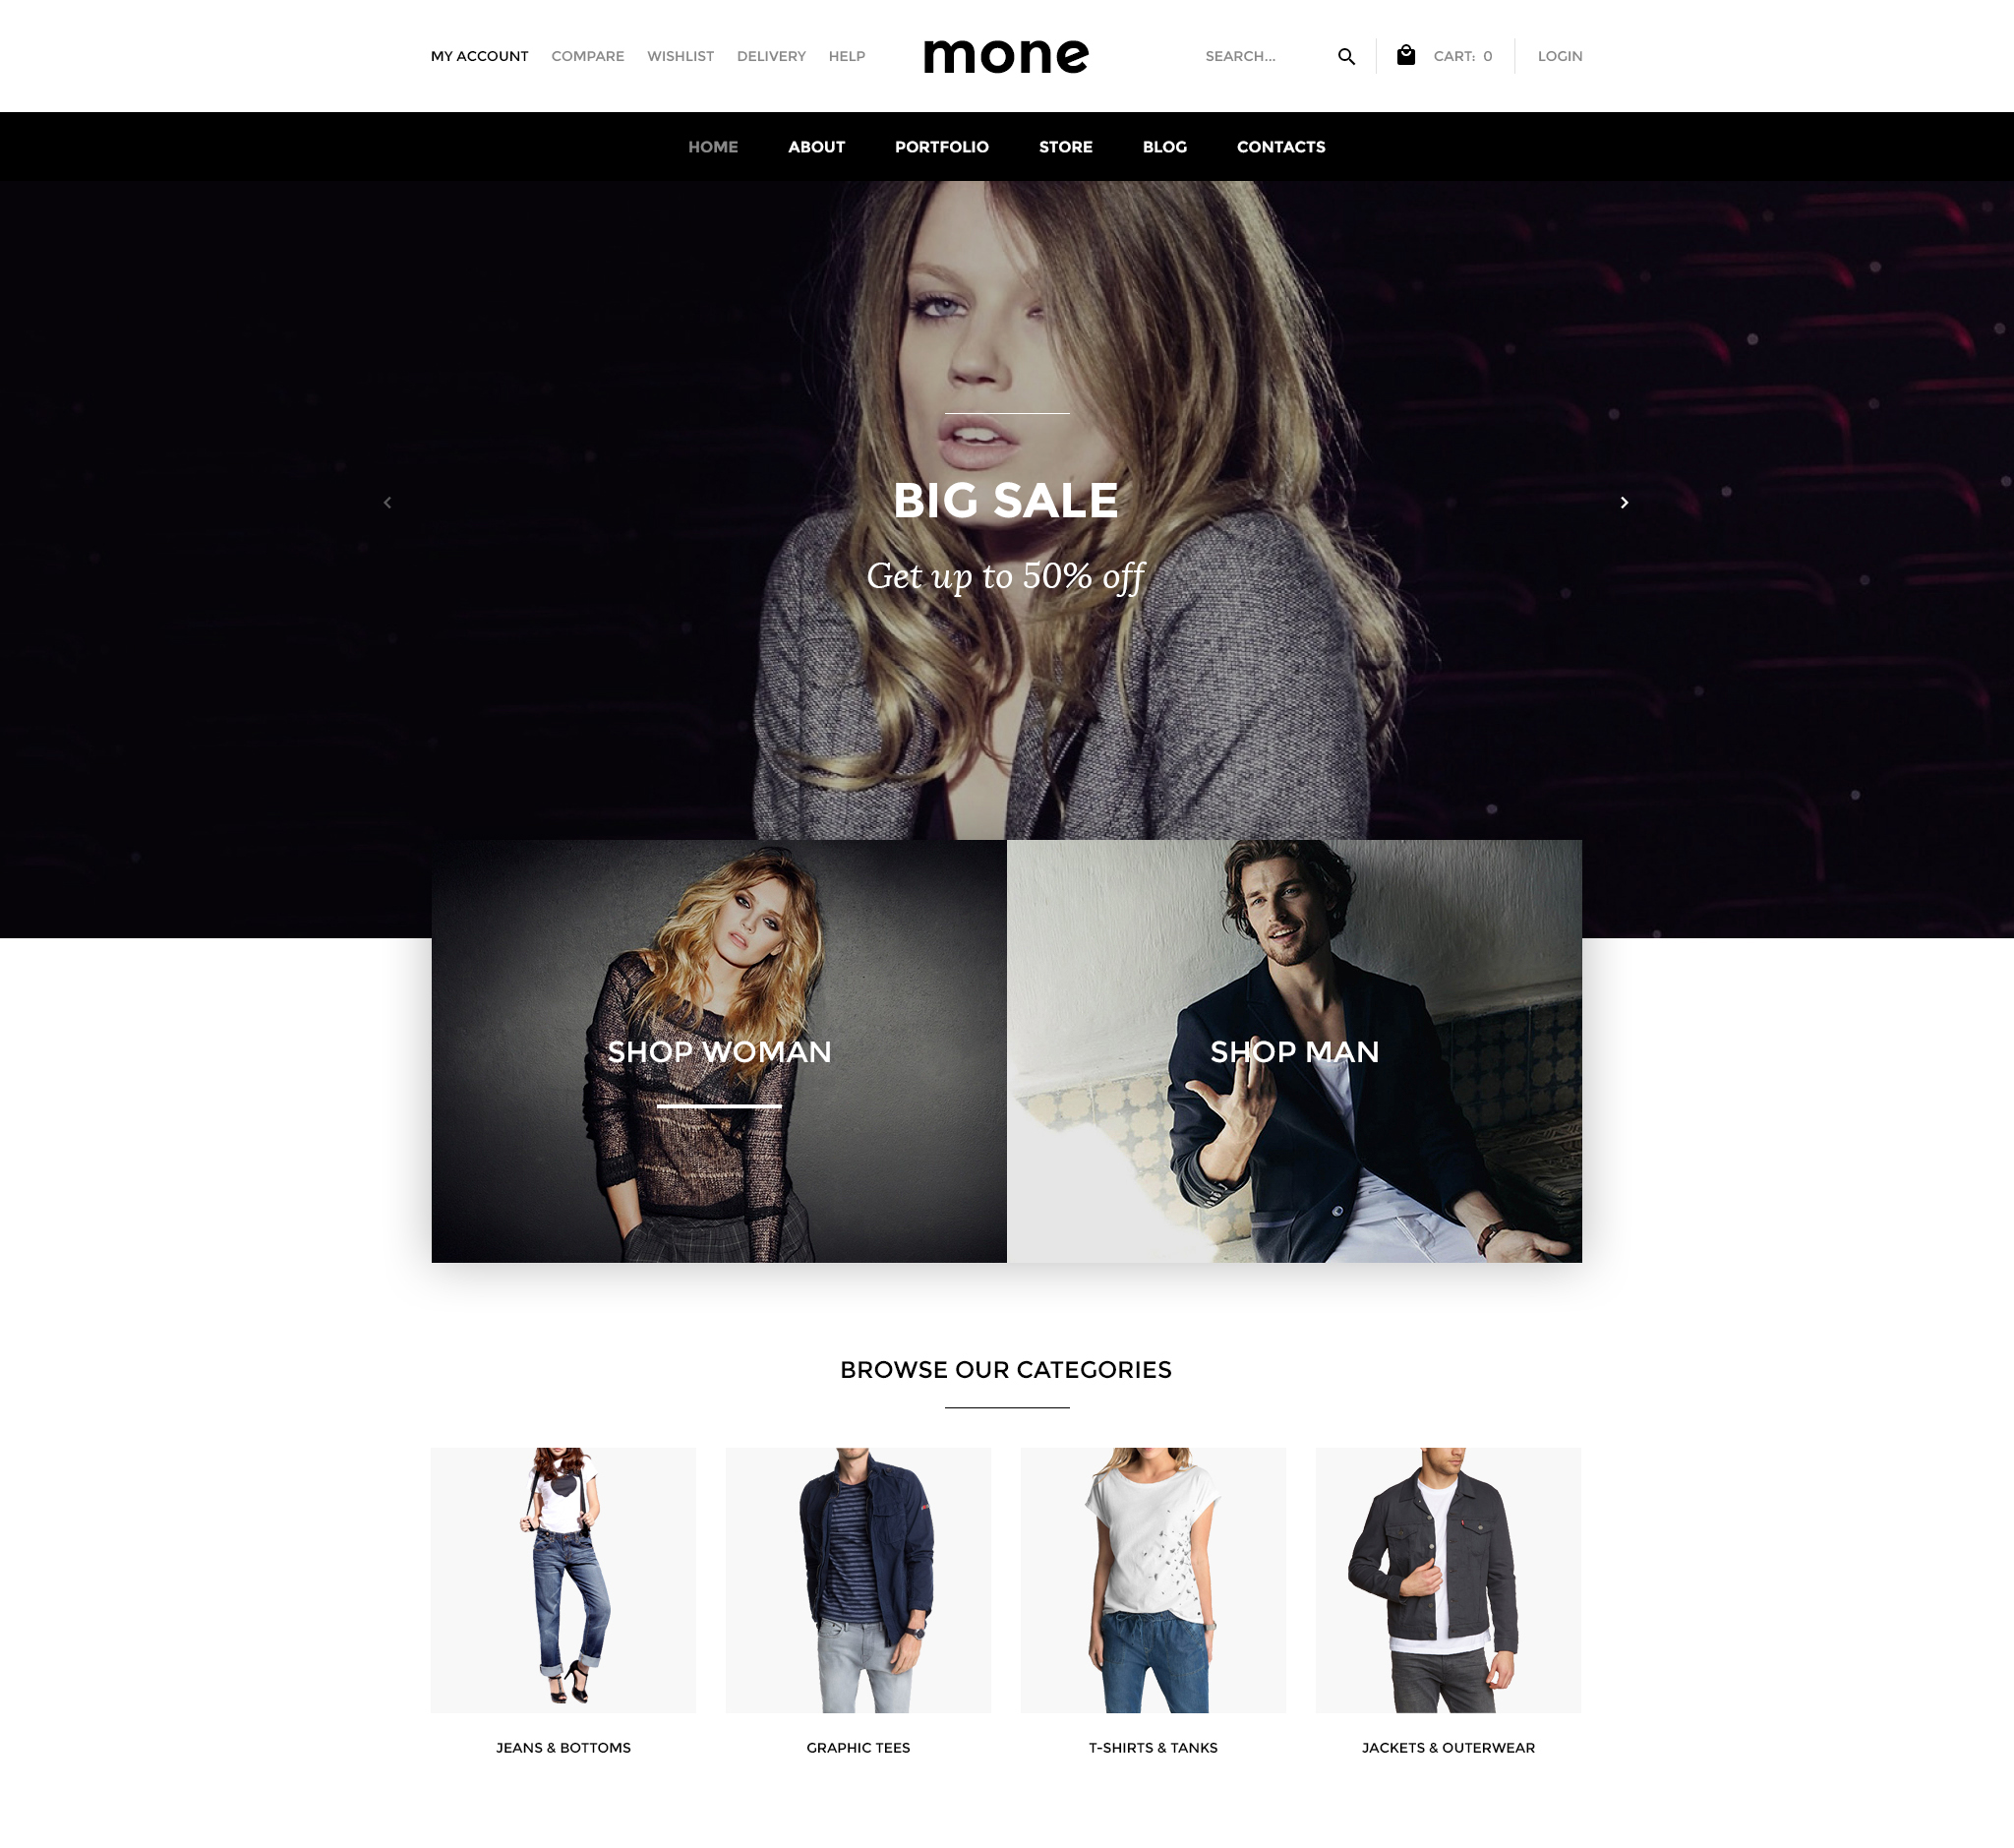 MY ACCOUNT COMPARE WISHLIST DELIVERY HELP mone SEARCH... CART: 0 LOGIN
HOME ABOUT PORTFOLIO STORE BLOG CONTACTS
BIG SALE
Get up to 50% off
SHOP WOMAN SHOP MAN
BROWSE OUR CATEGORIES
JEANS & BOTTOMS GRAPHIC TEES T-SHIRTS & TANKS JACKETS & OUTERWEAR